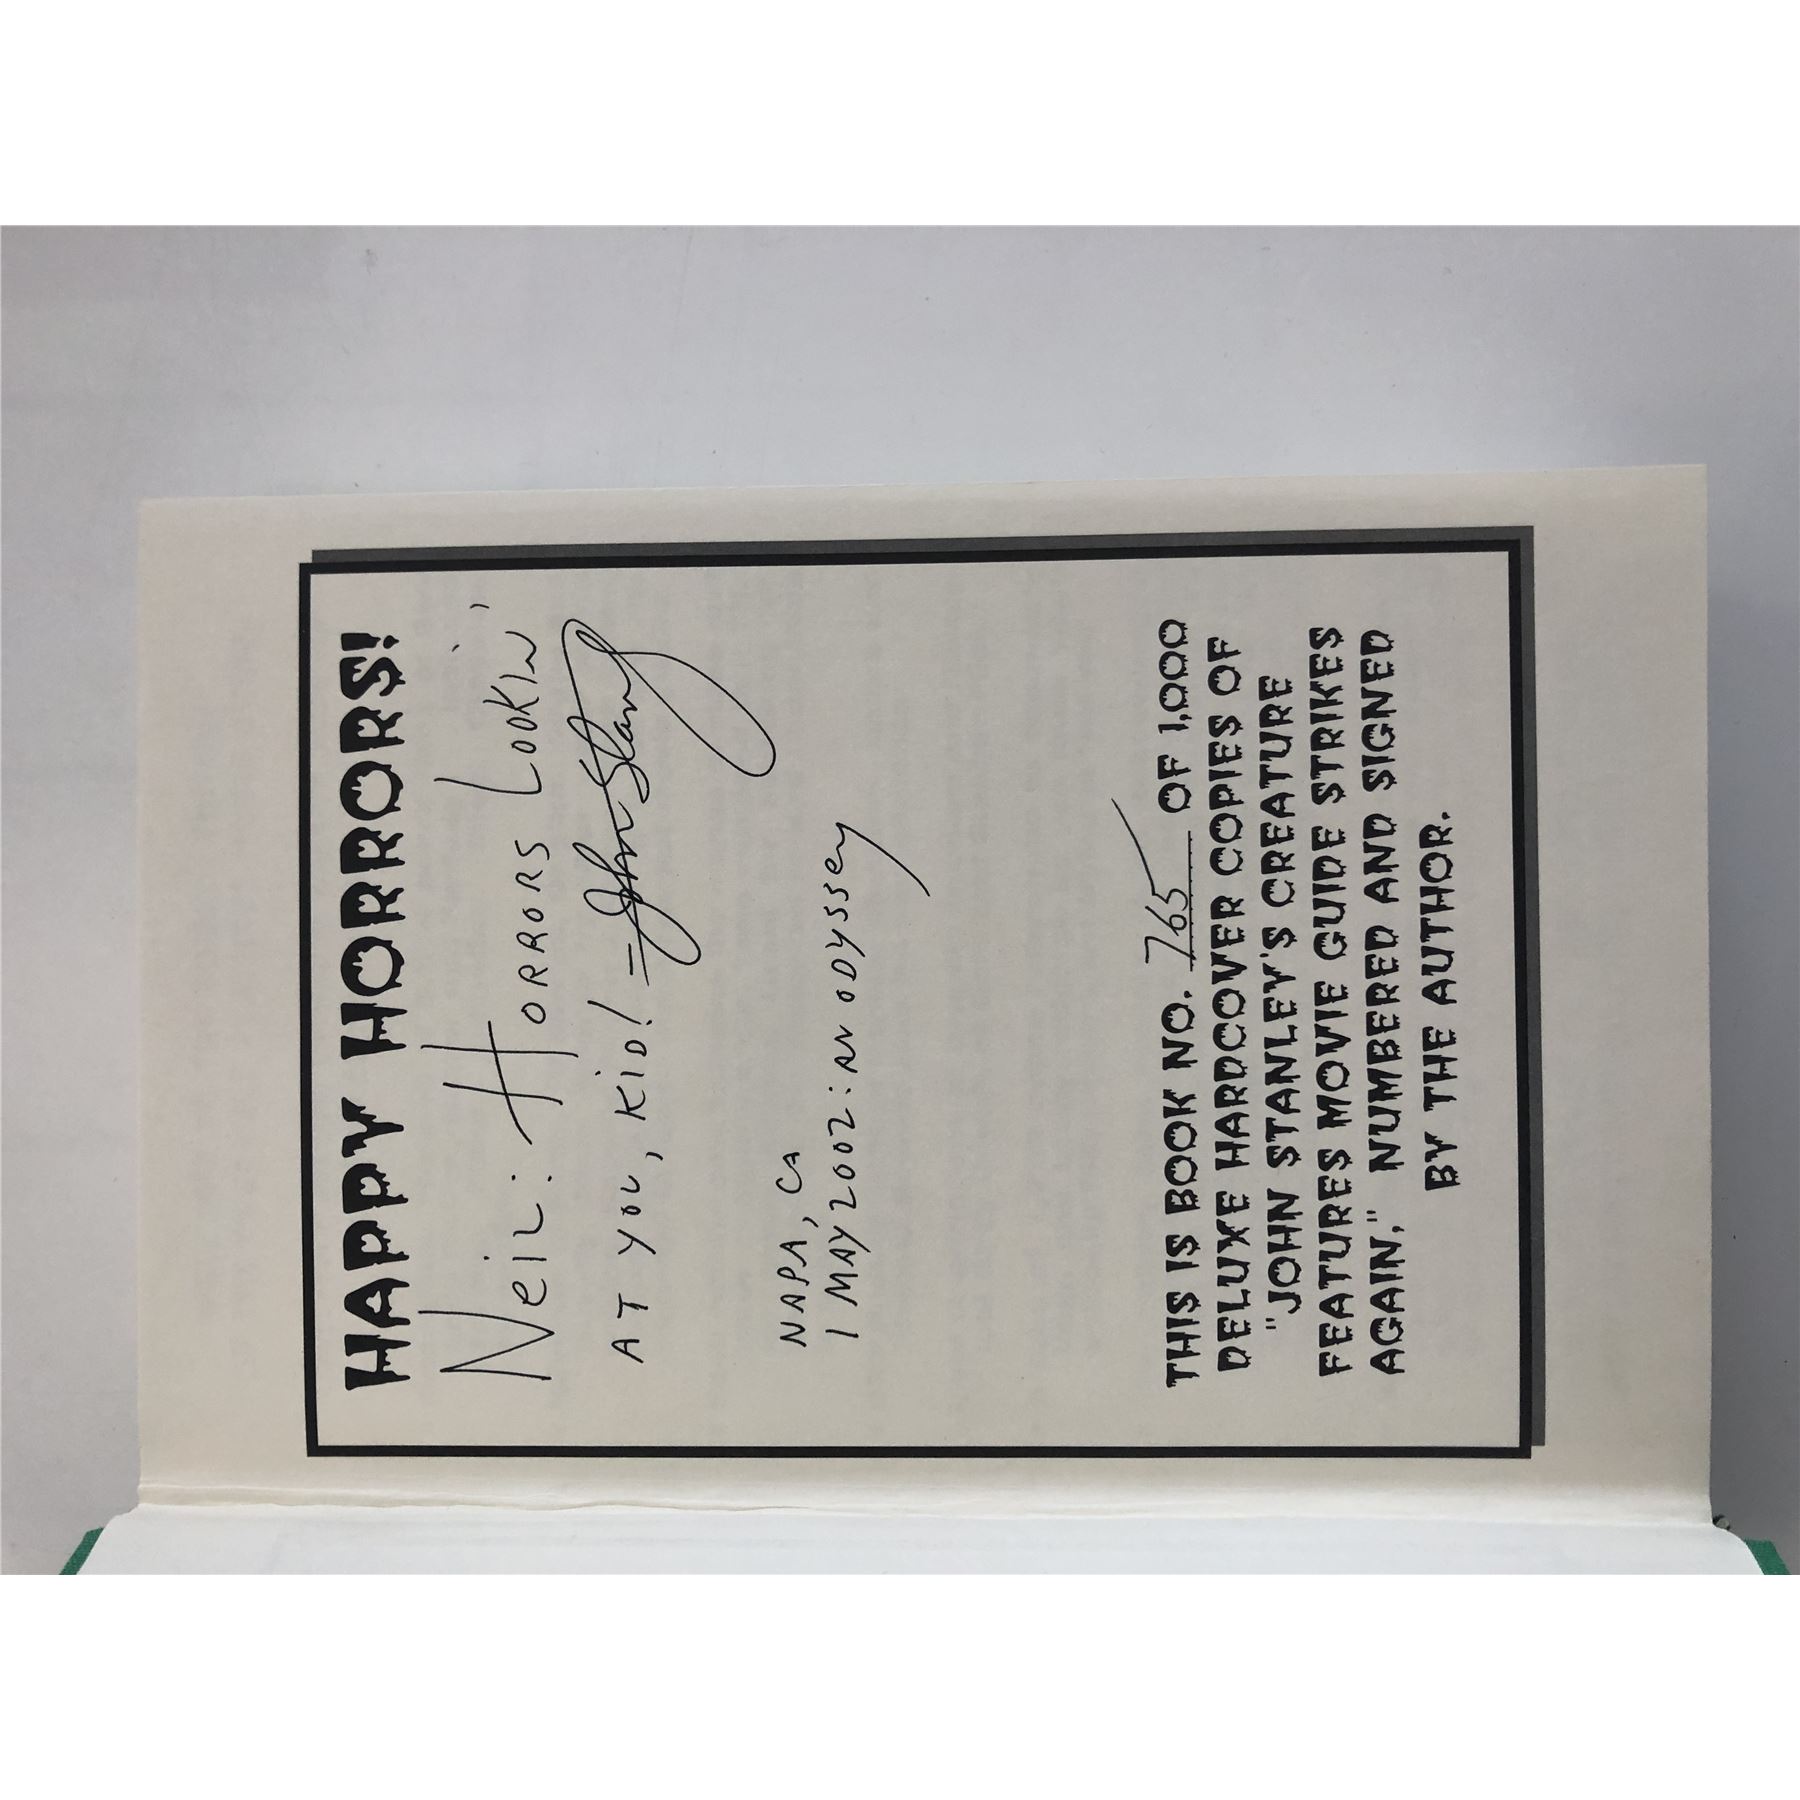 HAPPY HORRORS!
NEIL: HORRORS LOOKIN'
AT YOU, KID! = John Stanley
NAPA, CA
1 MAY 2002: AN ODYSSEY
THIS IS BOOK NO. 765 OF 1,000
DELUXE HARDCOVER COPIES OF
"JOHN STANLEY'S CREATURE
FEATURES MOVIE GUIDE STRIKES
AGAIN," NUMBERED AND SIGNED
BY THE AUTHOR.